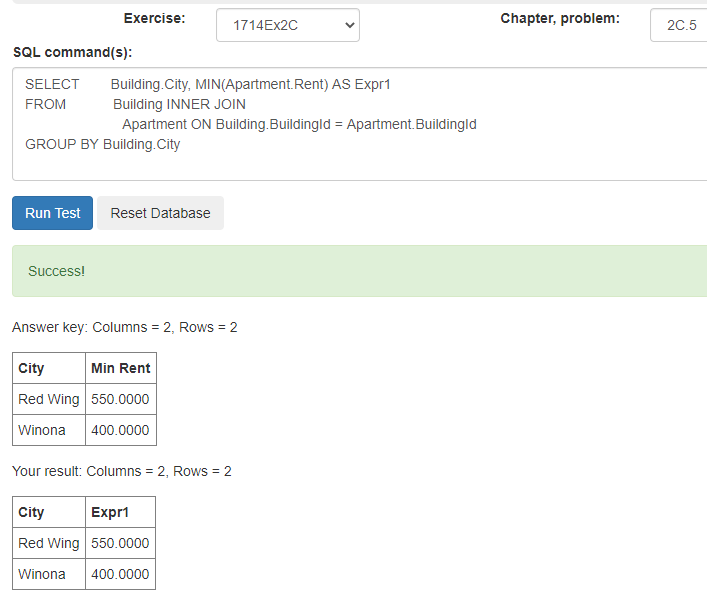 Exercise: 1714Ex2C Chapter, problem: 2C.5
SQL command(s):
SELECT Building.City, MIN(Apartment.Rent) AS Expr1
FROM Building INNER JOIN
Apartment ON Building.BuildingId = Apartment.BuildingId
GROUP BY Building.City
Run Test Reset Database
Success!
Answer key: Columns = 2, Rows = 2
City Min Rent
Red Wing 550.0000
Winona 400.0000
Your result: Columns = 2, Rows = 2
City Expr1
Red Wing 550.0000
Winona 400.0000